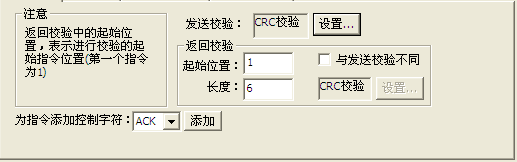 注意
返回校验中的起始位
置，表示进行校验的起
始指令位置(第一个指令
为1)
发送校验： CRC校验 设置...
返回校验
起始位置： 1 与发送校验不同
长度： 6 CRC校验 设置...
为指令添加控制字符： ACK 添加